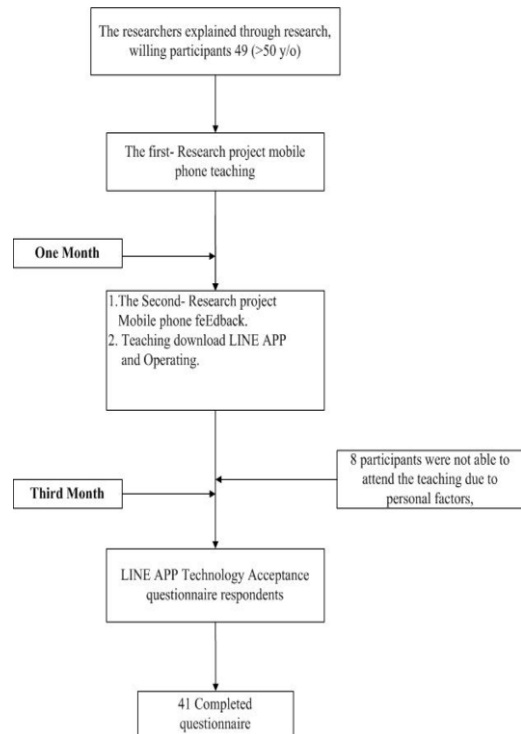 The researchers explained through research,
willing participants 49 (>50 y/o)
The first- Research project mobile
phone teaching
One Month
1.The Second- Research project
Mobile phone feEdback.
2. Teaching download LINE APP
and Operating.
8 participants were not able to
attend the teaching due to
personal factors,
Third Month
LINE APP Technology Acceptance
questionnaire respondents
41 Completed
questionnaire